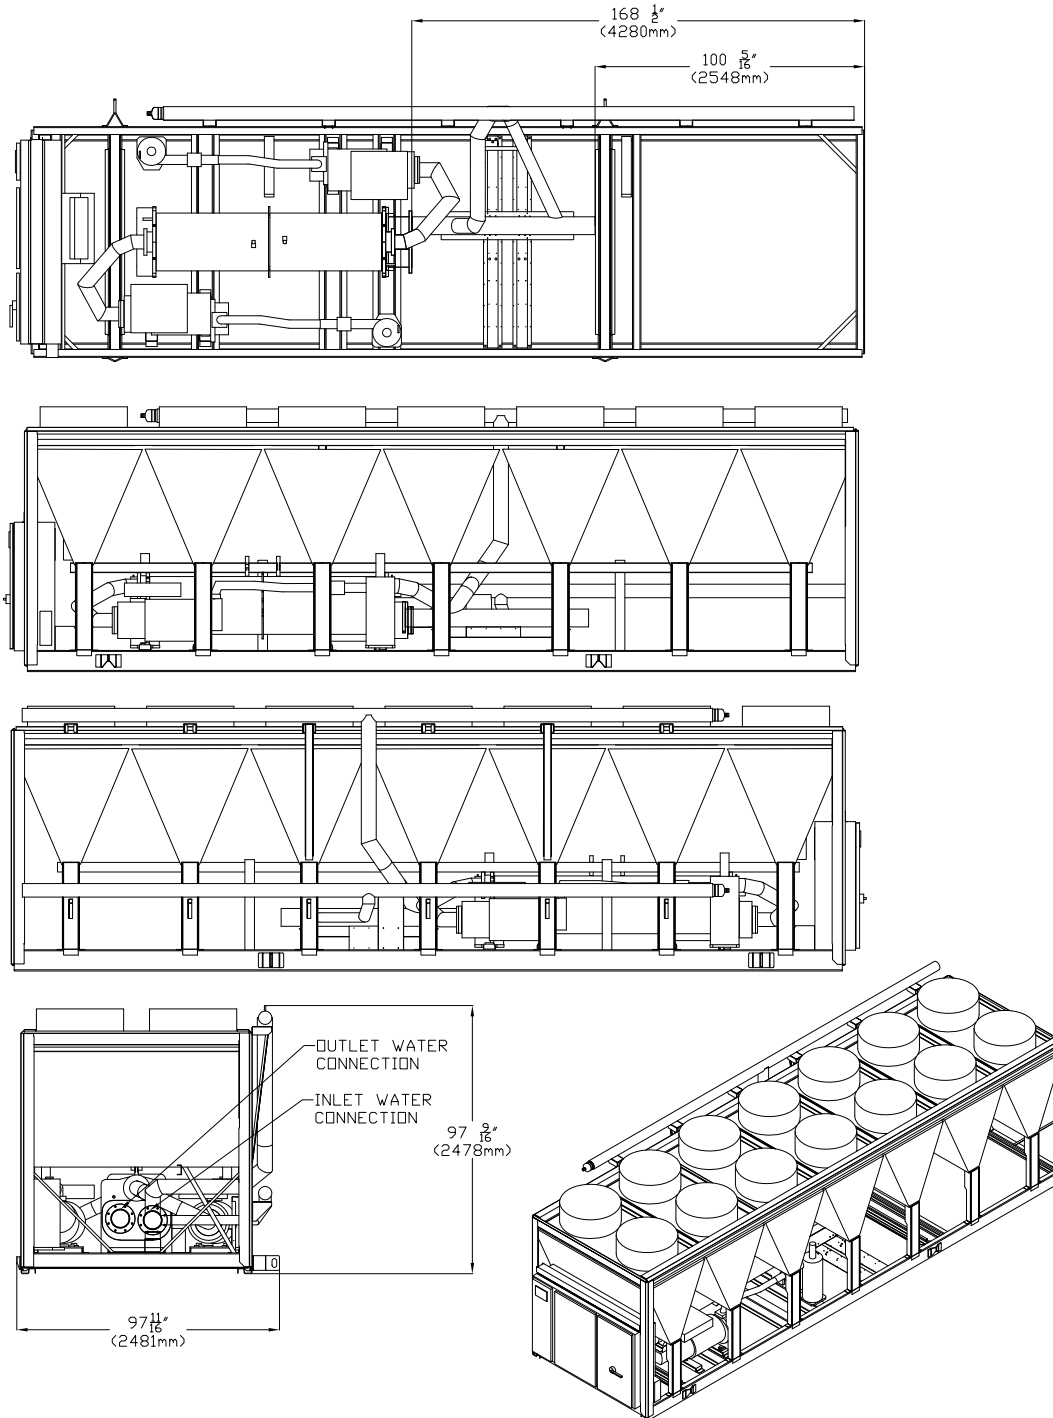 168 1/2"
(4280mm)
100 5/16"
(2548mm)
OUTLET WATER
CONNECTION
INLET WATER
CONNECTION
97 9/16"
(2478mm)
97 11/16"
(2481mm)